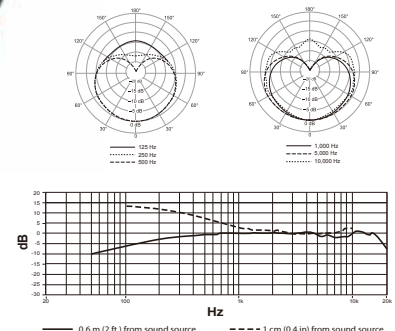 180°
150° 150°
120° 120°
90° 90°
60° 60°
30° 30°
0
–20 dB
–15 dB
–10 dB
–5 dB
0 dB
125 Hz
250 Hz
500 Hz
180°
150° 150°
120° 120°
90° 90°
60° 60°
30° 30°
0
–20 dB
–15 dB
–10 dB
–5 dB
0 dB
1,000 Hz
5,000 Hz
10,000 Hz
dB
20
15
10
5
0
-5
-10
-15
-20
-25
-30
20 100 1k 10k 20k
Hz
0.6 m (2 ft.) from sound source 1 cm (0.4 in) from sound source